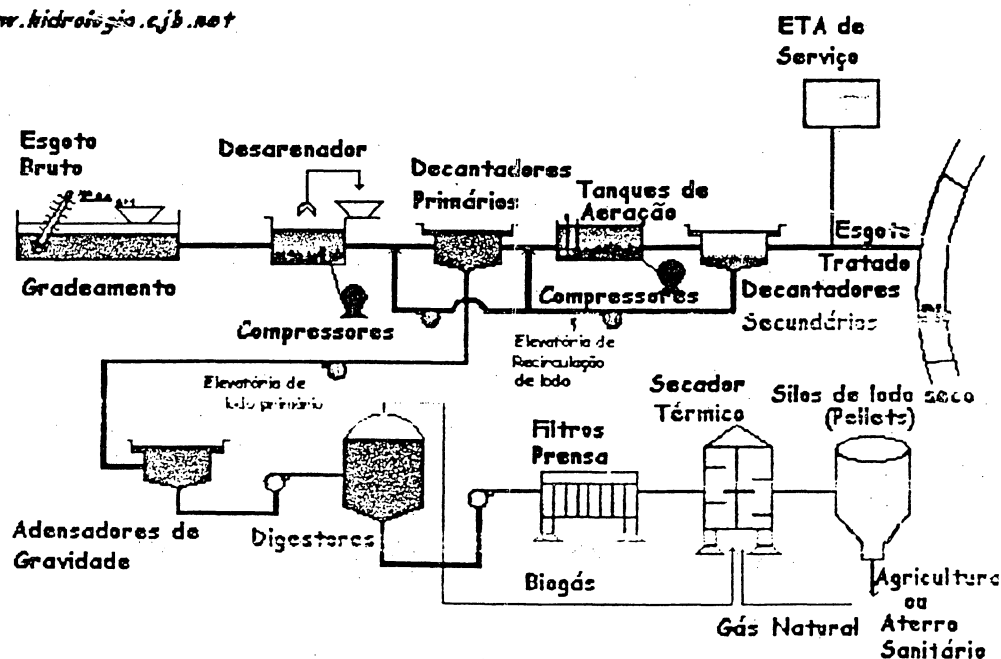 ETA de
Serviço
Esgoto
Bruto
Desarenador
Decantadores
Primários
Tanques de
Aeração
Esgoto
Tratado
Gradeamento
Compressores
Compressores
Decantadores
Secundários
Elevatória de
Recirculação
de lodo
Elevatória de
lodo primário
Secador
Térmico
Silos de lodo seco
(Pellets)
Filtros
Prensa
Adensadores de
Gravidade
Digestores
Biogás
Gás Natural
Agricultura
ou
Aterro
Sanitário